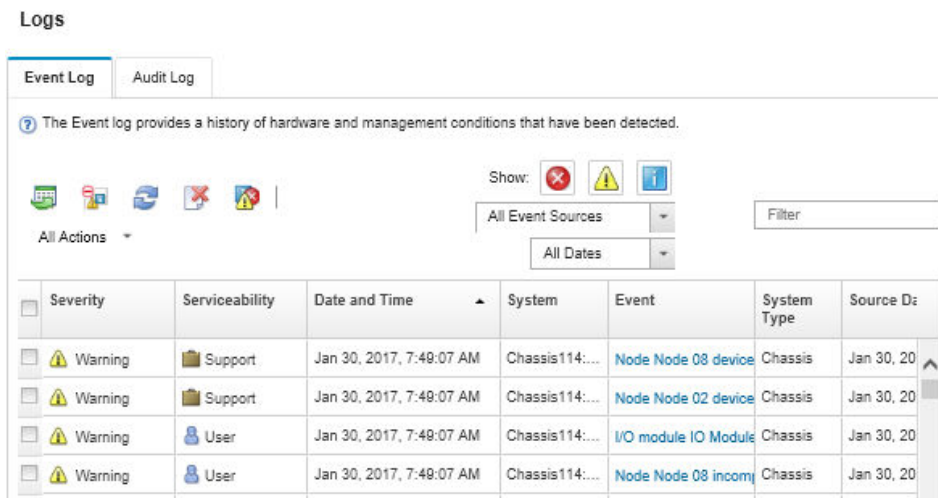 Logs
Event Log Audit Log
The Event log provides a history of hardware and management conditions that have been detected.
Show:
All Event Sources Filter
All Actions
All Dates
Severity Serviceability Date and Time System Event System Type Source Da
Warning Support Jan 30, 2017, 7:49:07 AM Chassis114:... Node Node 08 device Chassis Jan 30, 20
Warning Support Jan 30, 2017, 7:49:07 AM Chassis114:... Node Node 02 device Chassis Jan 30, 20
Warning User Jan 30, 2017, 7:49:07 AM Chassis114:... I/O module IO Module Chassis Jan 30, 20
Warning User Jan 30, 2017, 7:49:07 AM Chassis114:... Node Node 08 incom Chassis Jan 30, 20